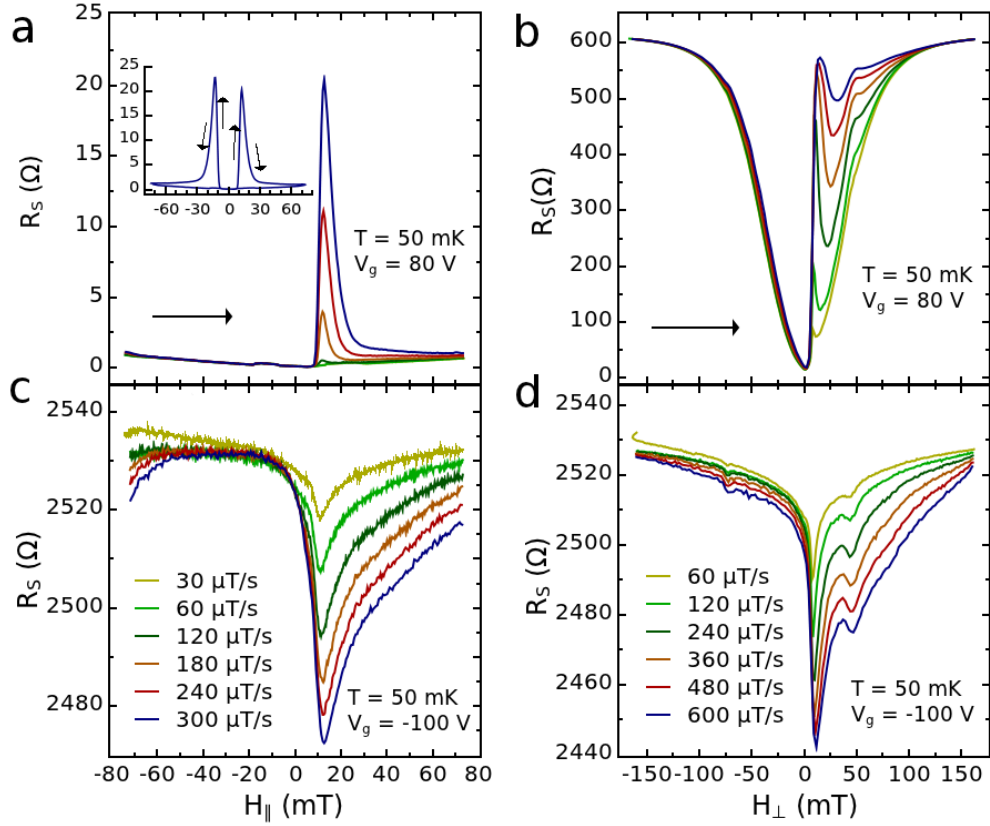 a
25
20
15
10
5
0
R_S (Ω)
25
20
15
10
5
0
-60 -30 0 30 60
T = 50 mK
V_g = 80 V
b
600
500
400
300
200
100
0
R_S(Ω)
T = 50 mK
V_g = 80 V
c
2540
2520
2500
2480
R_S (Ω)
30 μT/s
60 μT/s
120 μT/s
180 μT/s
240 μT/s
300 μT/s
T = 50 mK
V_g = -100 V
-80 -60 -40 -20 0 20 40 60 80
H_∥ (mT)
d
2540
2520
2500
2480
2460
2440
R_S (Ω)
60 μT/s
120 μT/s
240 μT/s
360 μT/s
480 μT/s
600 μT/s
T = 50 mK
V_g = -100 V
-150 -100 -50 0 50 100 150
H_⊥ (mT)